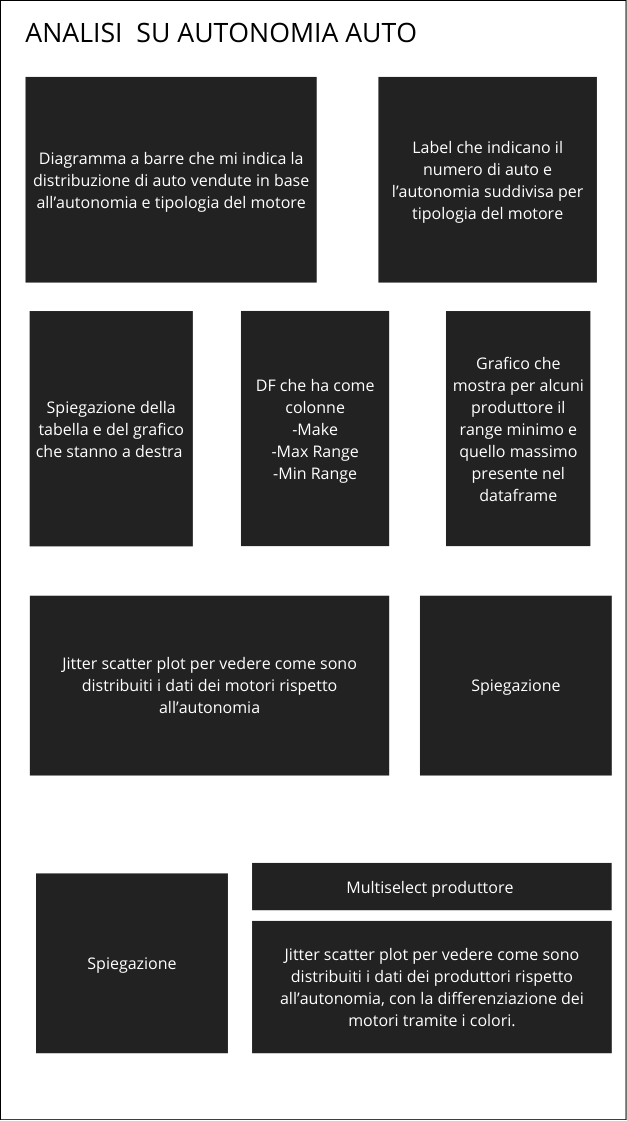 ANALISI  SU AUTONOMIA AUTO
Diagramma a barre che mi indica la
distribuzione di auto vendute in base
all’autonomia e tipologia del motore
Label che indicano il
numero di auto e
l’autonomia suddivisa per
tipologia del motore
Spiegazione della
tabella e del grafico
che stanno a destra
DF che ha come
colonne
-Make
-Max Range
-Min Range
Grafico che
mostra per alcuni
produttore il
range minimo e
quello massimo
presente nel
dataframe
Jitter scatter plot per vedere come sono
distribuiti i dati dei motori rispetto
all’autonomia
Spiegazione
Spiegazione
Multiselect produttore
Jitter scatter plot per vedere come sono
distribuiti i dati dei produttori rispetto
all’autonomia, con la differenziazione dei
motori tramite i colori.